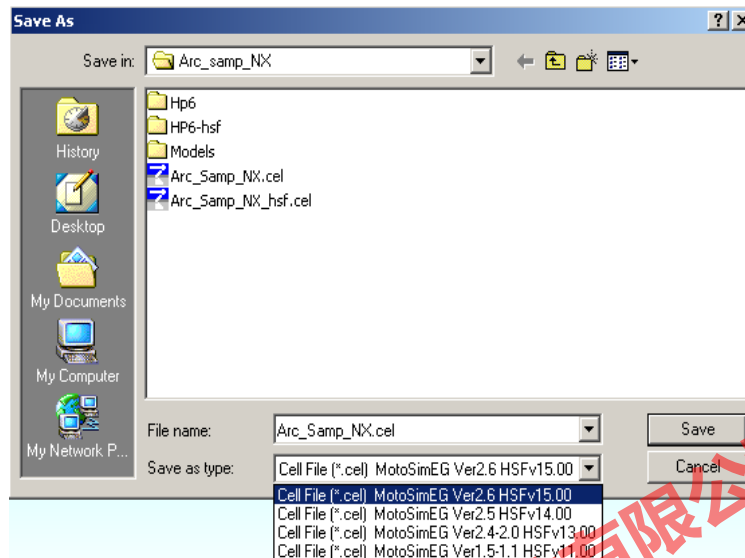 Save As
Save in: Arc_samp_NX
Hp6
HP6-hsf
Models
Arc_Samp_NX.cel
Arc_Samp_NX_hsf.cel
History
Desktop
My Documents
My Computer
My Network P...
File name: Arc_Samp_NX.cel Save
Save as type: Cell File (*.cel) MotoSimEG Ver2.6 HSFv15.00 Cancel
Cell File (*.cel) MotoSimEG Ver2.6 HSFv15.00
Cell File (*.cel) MotoSimEG Ver2.5 HSFv14.00
Cell File (*.cel) MotoSimEG Ver2.4-2.0 HSFv13.00
Cell File (*.cel) MotoSimEG Ver1.5-1.1 HSFv11.00
有限公